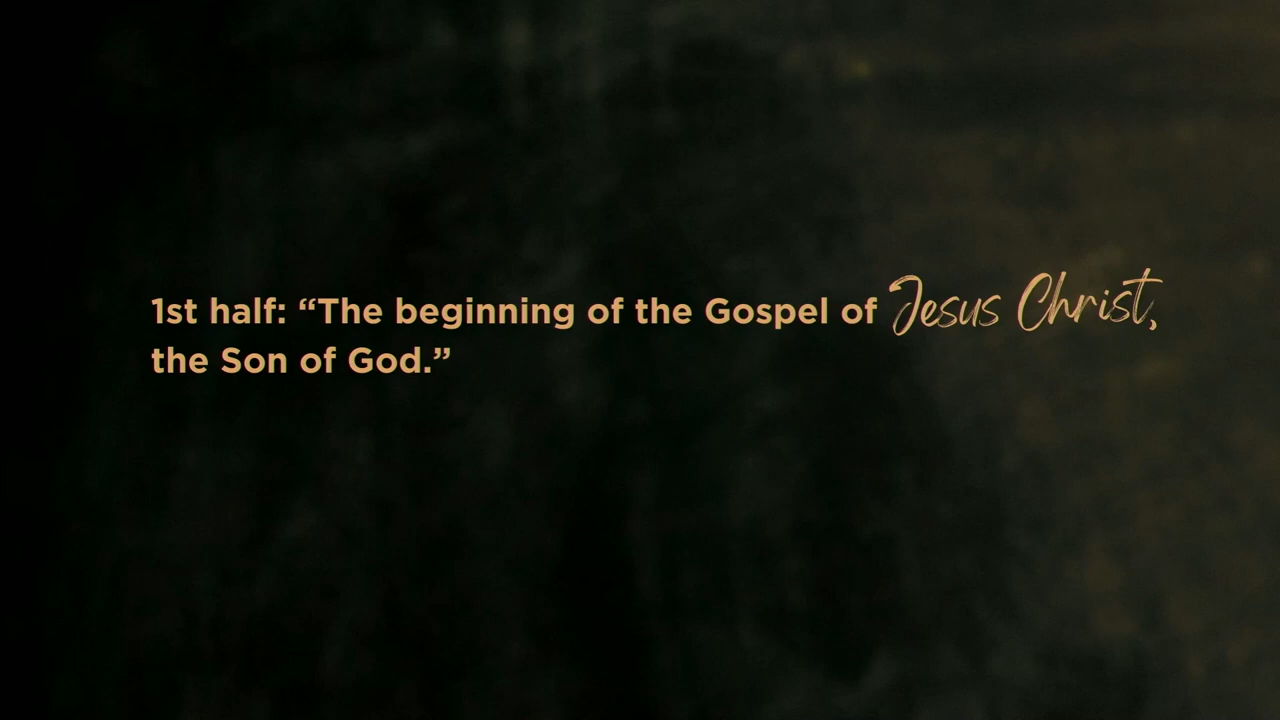 1st half: “The beginning of the Gospel of Jesus Christ,
the Son of God.”